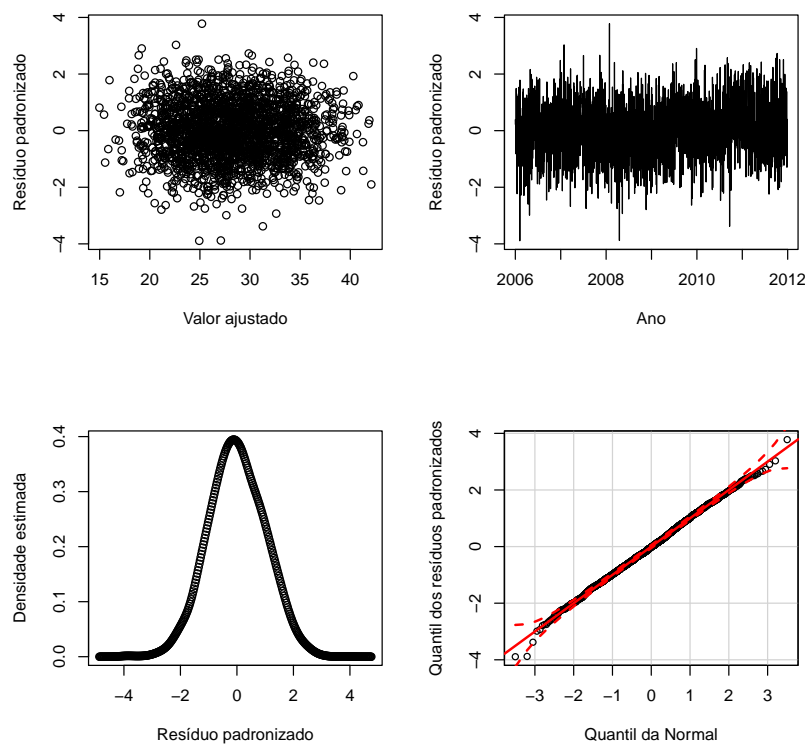 Resíduo padronizado
4
2
0
−2
−4
15 20 25 30 35 40
Valor ajustado
Resíduo padronizado
4
2
0
−2
−4
2006 2008 2010 2012
Ano
Densidade estimada
0.4
0.3
0.2
0.1
0.0
−4 −2 0 2 4
Resíduo padronizado
Quantil dos resíduos padronizados
4
2
0
−2
−4
−3 −2 −1 0 1 2 3
Quantil da Normal